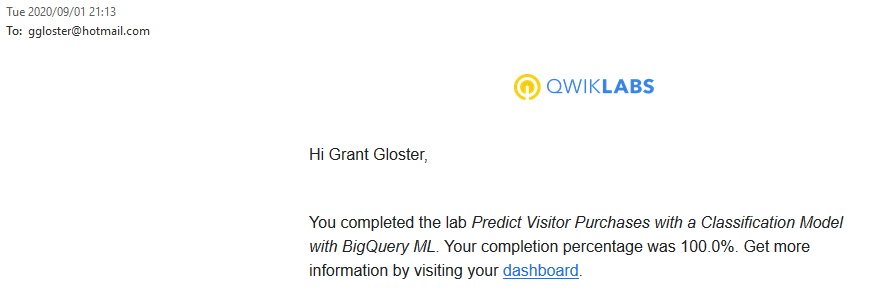 Tue 2020/09/01 21:13
To: ggloster@hotmail.com
QWIKLABS
Hi Grant Gloster,
You completed the lab Predict Visitor Purchases with a Classification Model
with BigQuery ML. Your completion percentage was 100.0%. Get more
information by visiting your dashboard.